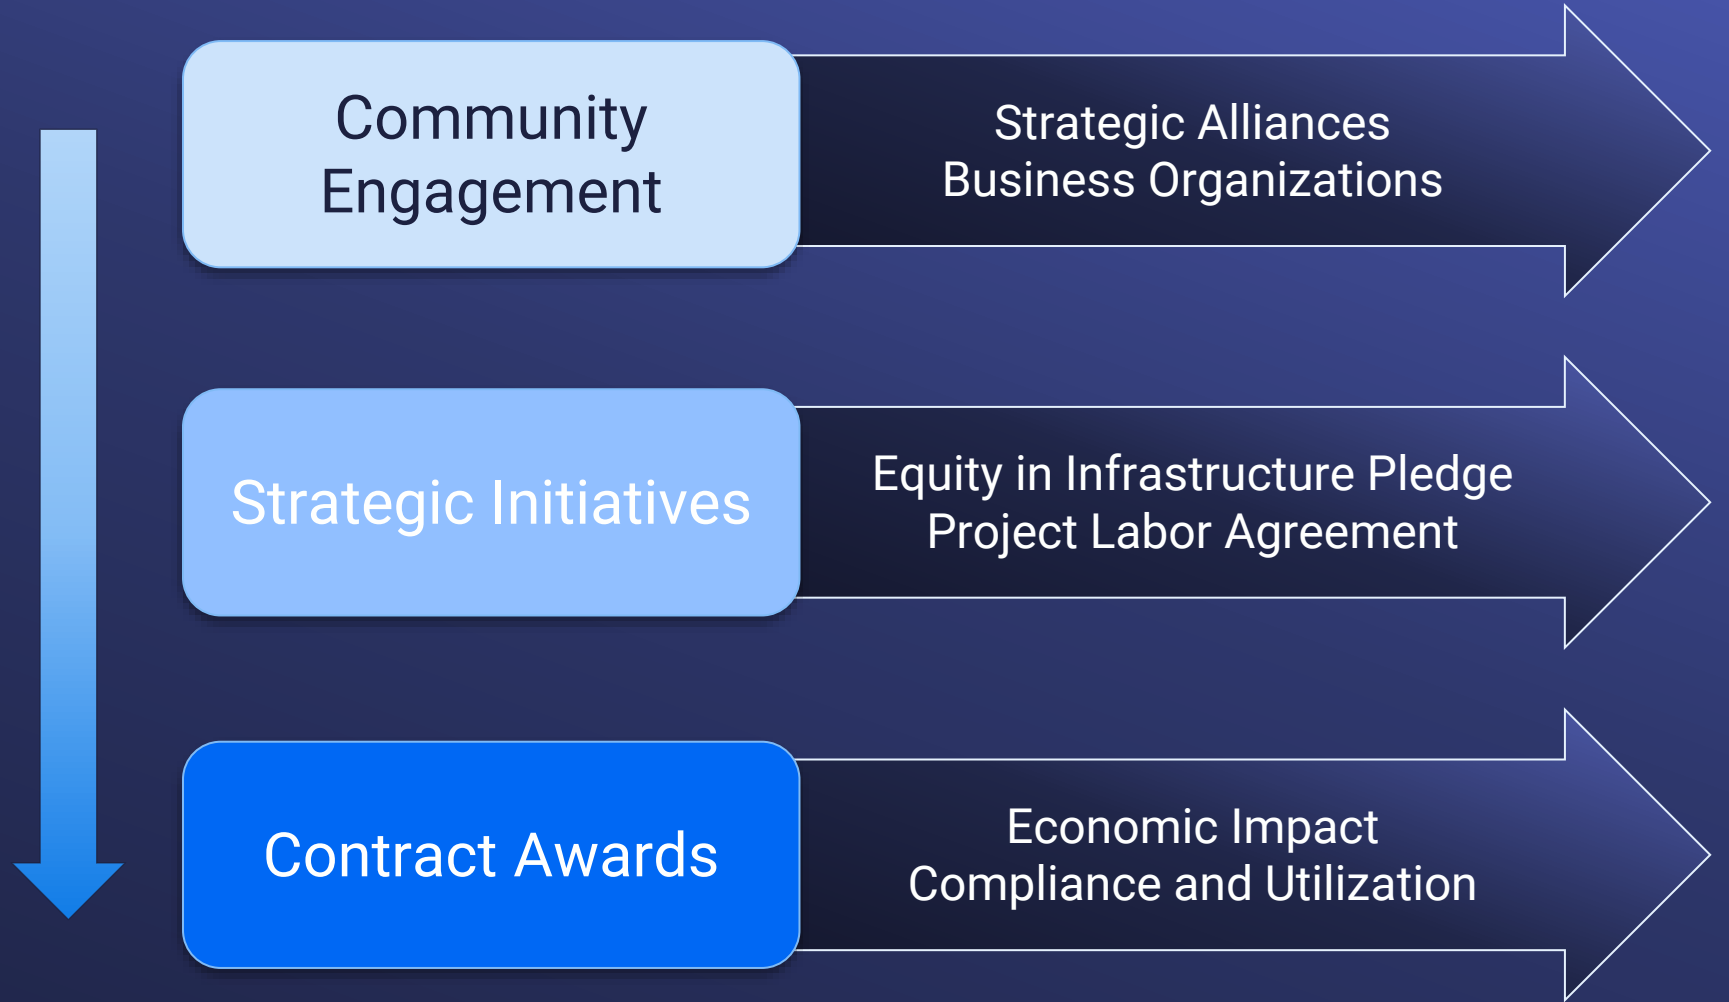 Community
Engagement
Strategic Alliances
Business Organizations
Strategic Initiatives
Equity in Infrastructure Pledge
Project Labor Agreement
Contract Awards
Economic Impact
Compliance and Utilization